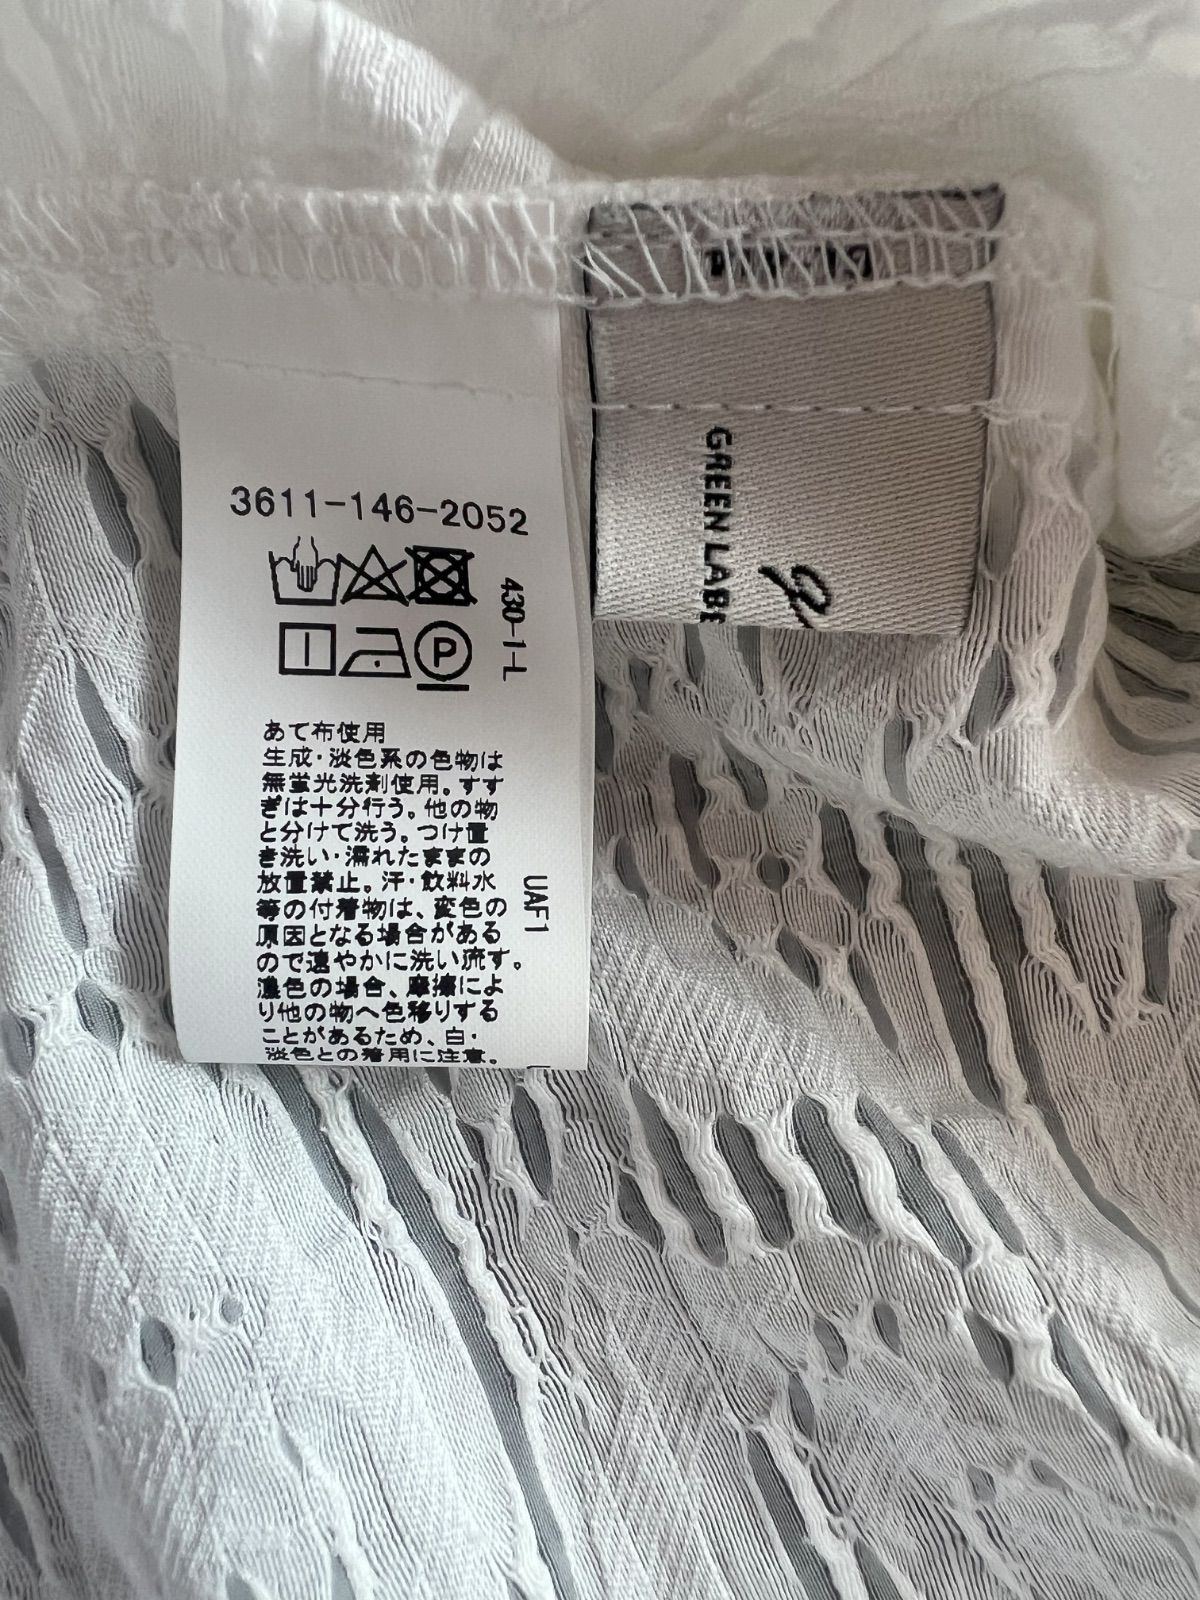 3611-146-2052
430-1-L
P
あて布使用
生成・淡色系の色物は
無蛍光洗剤使用。すす
ぎは十分行う。他の物
と分けて洗う。つけ置
き洗い・濡れたままの
放置禁止。汗・飲料水
等の付着物は、変色の
原因となる場合がある
ので速やかに洗い流す。
濃色の場合、摩擦によ
り他の物へ色移りする
ことがあるため、白・
淡色との着用に注意。
UAF1
GREEN LABE